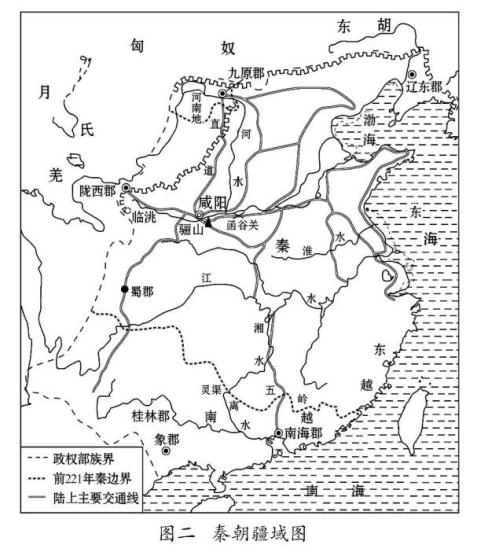 东胡
匈奴
九原郡
辽东郡
月氏
河南地
直道
河水
渤海
羌
陇西郡
临洮
咸阳
骊山
函谷关
秦
淮水
东海
蜀郡
江水
湘水
东越
灵渠
五岭
离水
桂林郡
南越
南海郡
象郡
南海
政权部族界
前221年秦边界
陆上主要交通线
图二 秦朝疆域图